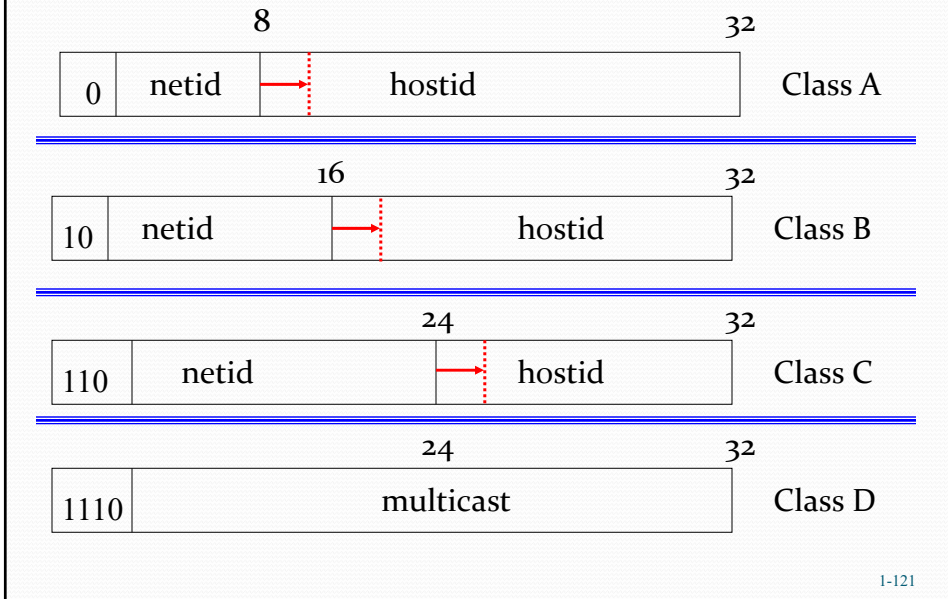 8 32
0 netid hostid Class A
16 32
10 netid hostid Class B
24 32
110 netid hostid Class C
24 32
1110 multicast Class D
1-121